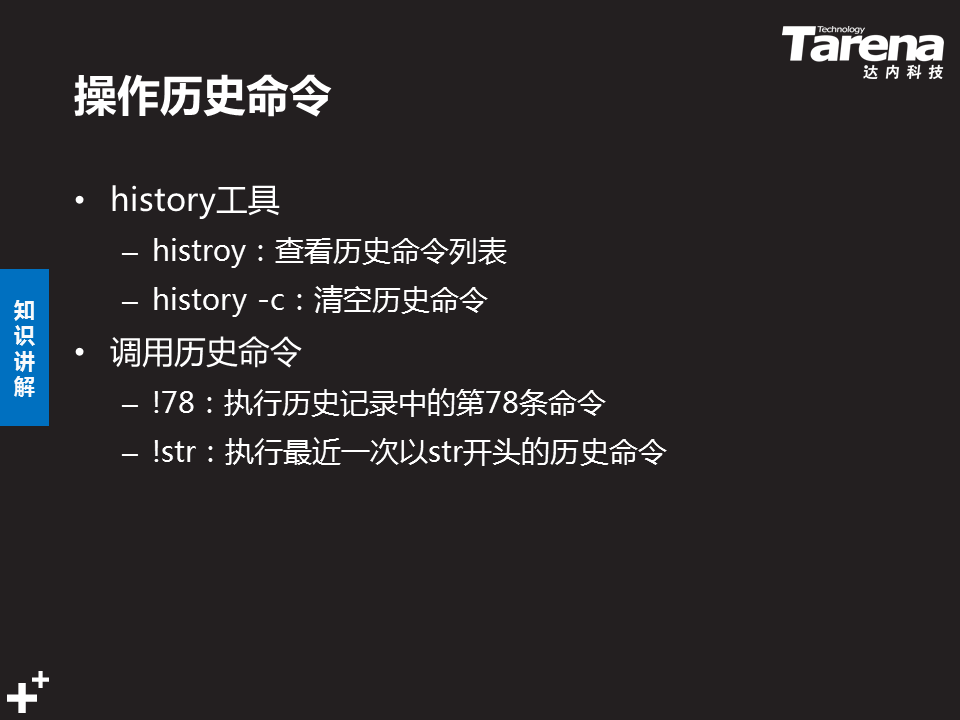 Technology
Tarena
达内科技
操作历史命令
• history工具
– histroy：查看历史命令列表
– history -c：清空历史命令
• 调用历史命令
– !78：执行历史记录中的第78条命令
– !str：执行最近一次以str开头的历史命令
知识讲解